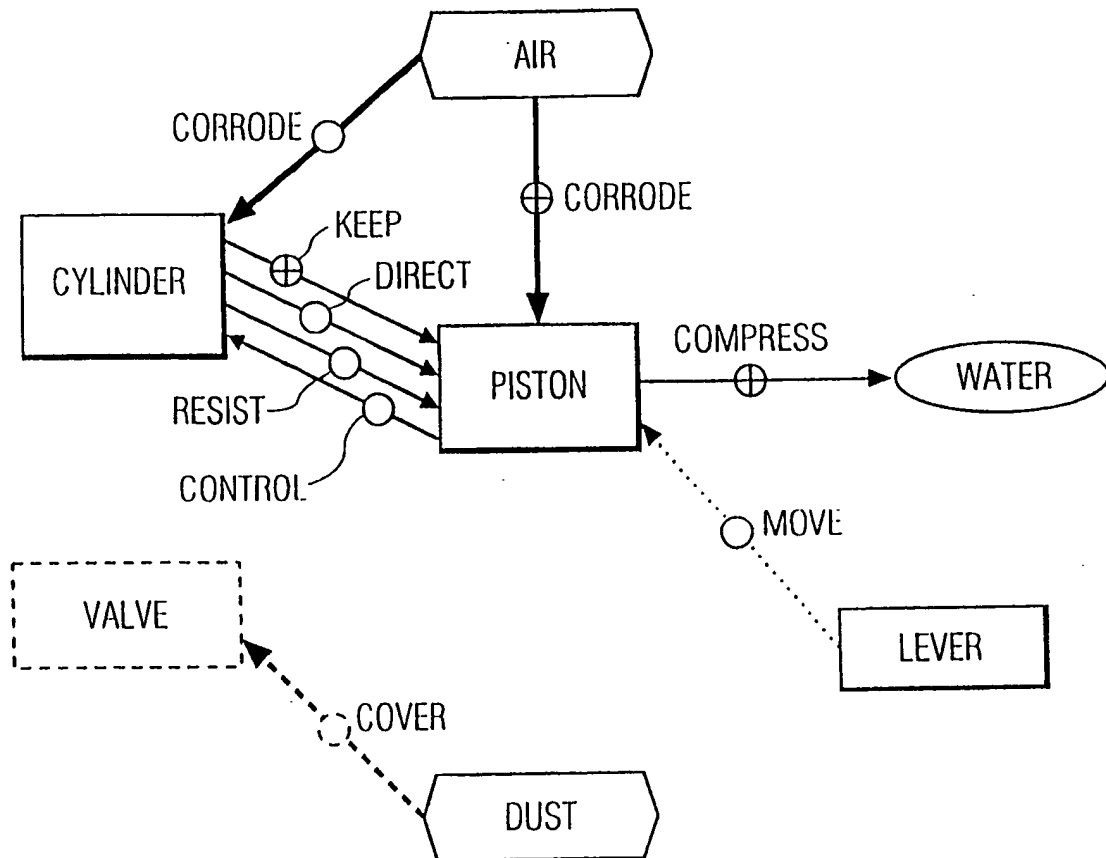 AIR
CORRODE
CORRODE
KEEP
CYLINDER
DIRECT
COMPRESS
PISTON
WATER
RESIST
CONTROL
MOVE
VALVE
LEVER
COVER
DUST